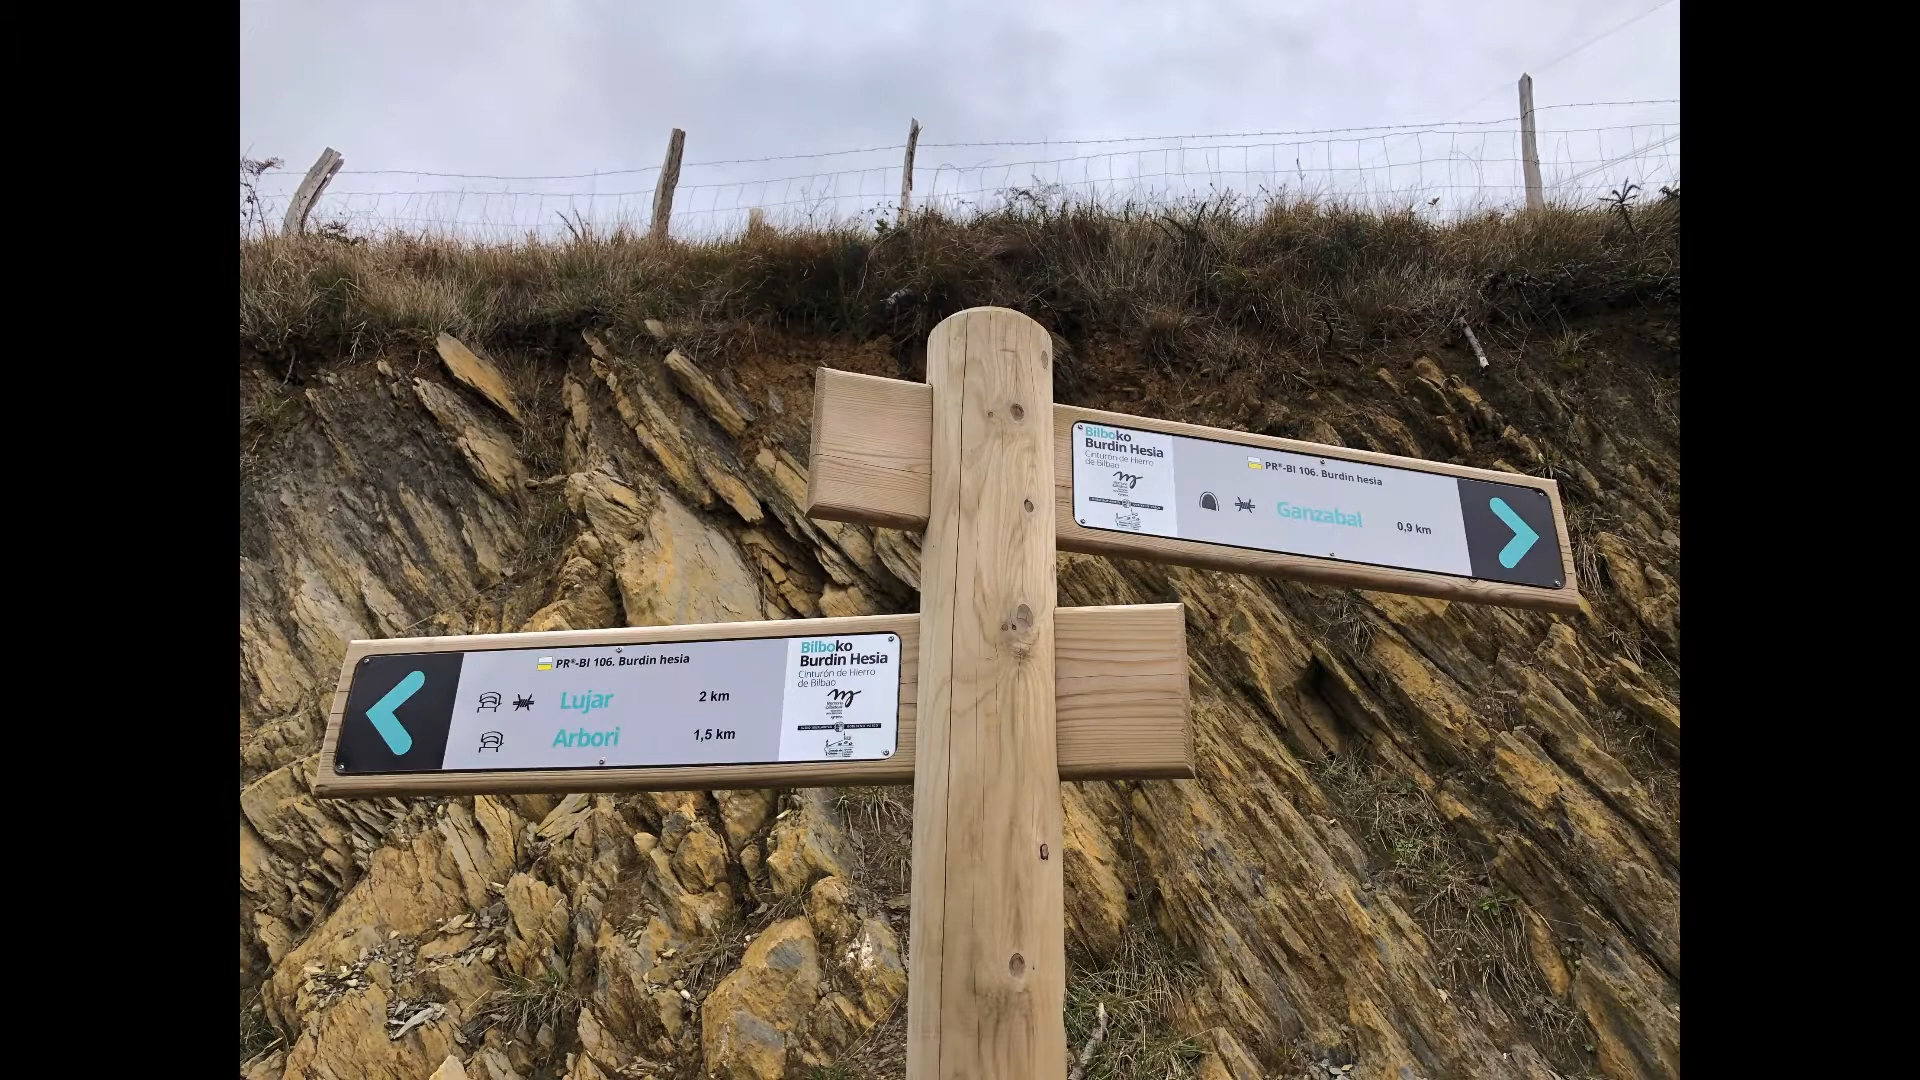 Bilboko
Burdin Hesia
Cinturón de Hierro
de Bilbao
PR*-BI 106. Burdin hesia
Ganzabal 0,9 km
PR*-BI 106. Burdin hesia
Lujar 2 km
Arbori 1,5 km
Bilboko
Burdin Hesia
Cinturón de Hierro
de Bilbao